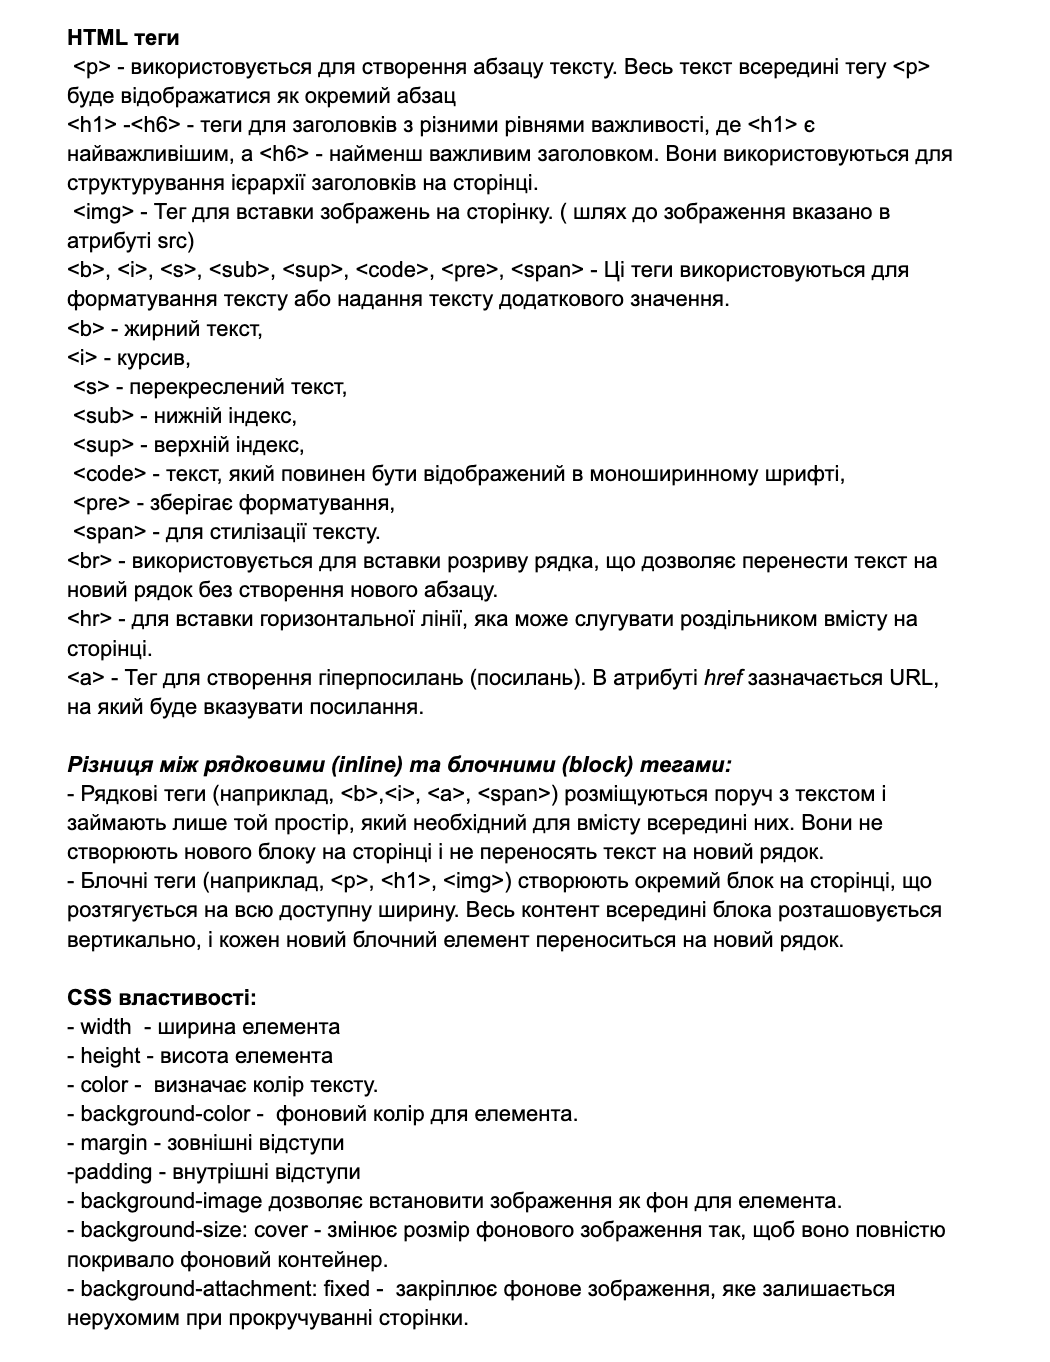 HTML теги
<p> - використовується для створення абзацу тексту. Весь текст всередині тегу <p>
буде відображатися як окремий абзац
<h1> -<h6> - теги для заголовків з різними рівнями важливості, де <h1> є
найважливішим, а <h6> - найменш важливим заголовком. Вони використовуються для
структурування ієрархії заголовків на сторінці.
<img> - Тег для вставки зображень на сторінку. ( шлях до зображення вказано в
атрибуті src)
<b>, <i>, <s>, <sub>, <sup>, <code>, <pre>, <span> - Ці теги використовуються для
форматування тексту або надання тексту додаткового значення.
<b> - жирний текст,
<i> - курсив,
<s> - перекреслений текст,
<sub> - нижній індекс,
<sup> - верхній індекс,
<code> - текст, який повинен бути відображений в моноширинному шрифті,
<pre> - зберігає форматування,
<span> - для стилізації тексту.
<br> - використовується для вставки розриву рядка, що дозволяє перенести текст на
новий рядок без створення нового абзацу.
<hr> - для вставки горизонтальної лінії, яка може слугувати роздільником вмісту на
сторінці.
<a> - Тег для створення гіперпосилань (посилань). В атрибуті href зазначається URL,
на який буде вказувати посилання.
Різниця між рядковими (inline) та блочними (block) тегами:
- Рядкові теги (наприклад, <b>,<i>, <a>, <span>) розміщуються поруч з текстом і
займають лише той простір, який необхідний для вмісту всередині них. Вони не
створюють нового блоку на сторінці і не переносять текст на новий рядок.
- Блочні теги (наприклад, <p>, <h1>, <img>) створюють окремий блок на сторінці, що
розтягується на всю доступну ширину. Весь контент всередині блока розташовується
вертикально, і кожен новий блочний елемент переноситься на новий рядок.
CSS властивості:
- width  - ширина елемента
- height - висота елемента
- color -  визначає колір тексту.
- background-color -  фоновий колір для елемента.
- margin - зовнішні відступи
-padding - внутрішні відступи
- background-image дозволяє встановити зображення як фон для елемента.
- background-size: cover - змінює розмір фонового зображення так, щоб воно повністю
покривало фоновий контейнер.
- background-attachment: fixed -  закріплює фонове зображення, яке залишається
нерухомим при прокручуванні сторінки.